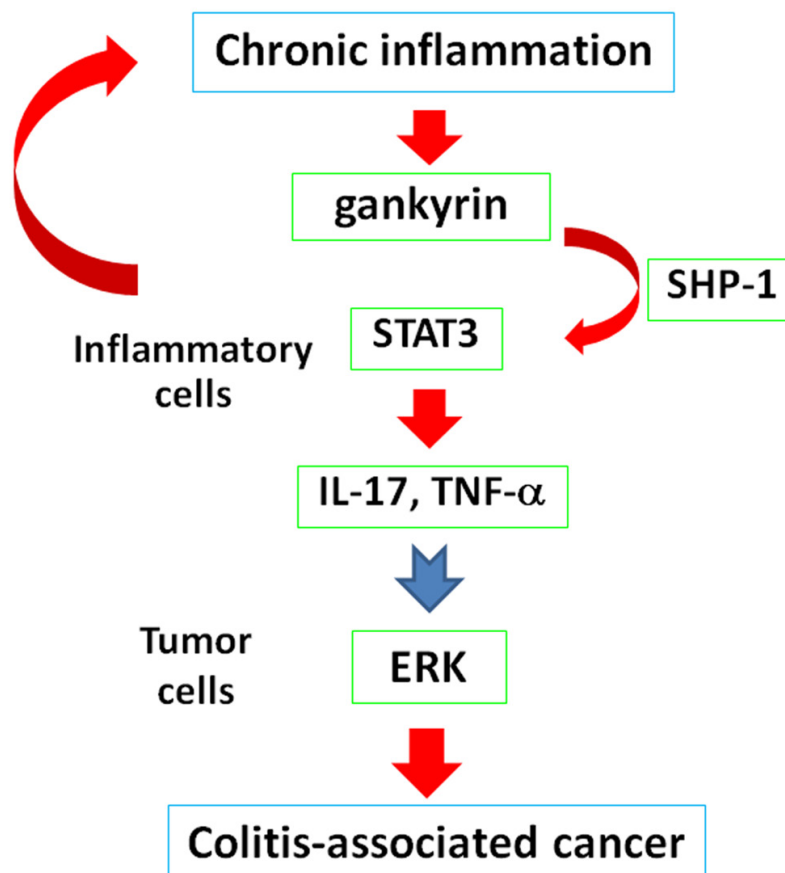 Chronic inflammation
gankyrin
SHP-1
STAT3
Inflammatory
cells
IL-17, TNF-α
Tumor
cells
ERK
Colitis-associated cancer